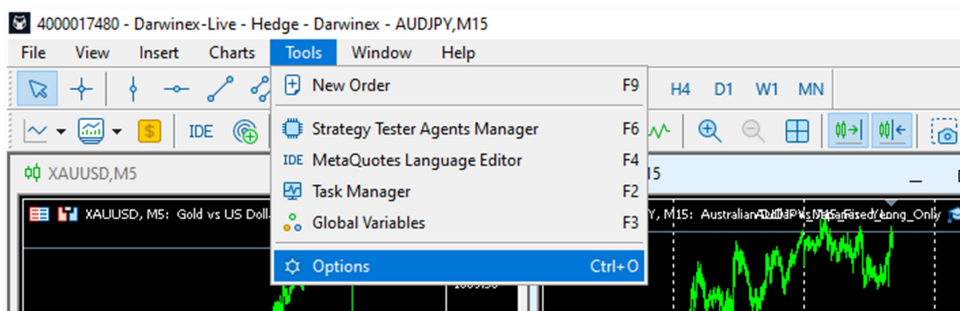 4000017480 - Darwinex-Live - Hedge - Darwinex - AUDJPY,M15
File View Insert Charts Tools Window Help
New Order F9
H4 D1 W1 MN
IDE
Strategy Tester Agents Manager F6
IDE MetaQuotes Language Editor F4
Task Manager F2
Global Variables F3
Options Ctrl+O
XAUUSD,M5
XAUUSD, M5: Gold vs US Doll
Y, M15: Australian
Long_Only